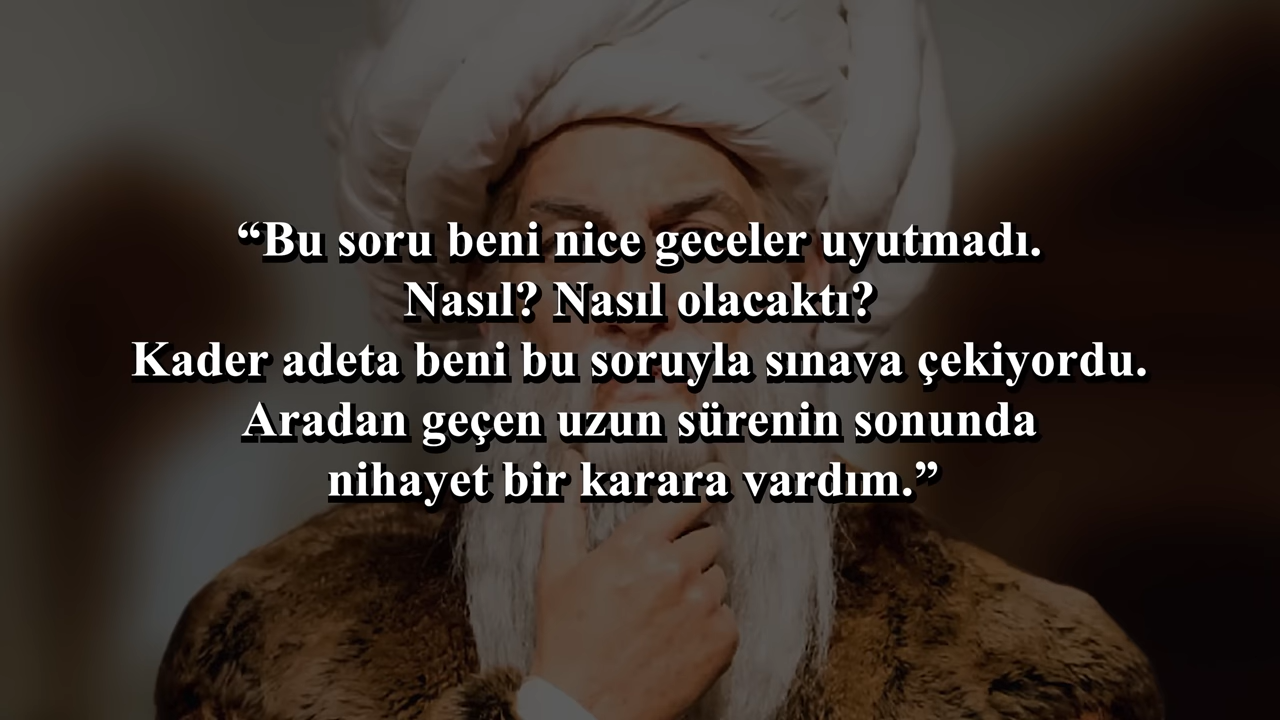 “Bu soru beni nice geceler uyutmadı.
Nasıl? Nasıl olacaktı?
Kader adeta beni bu soruyla sınava çekiyordu.
Aradan geçen uzun sürenin sonunda
nihayet bir karara vardım.”